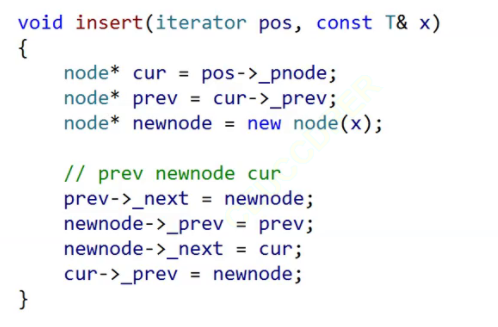 void insert(iterator pos, const T& x)
{
    node* cur = pos->_pnode;
    node* prev = cur->_prev;
    node* newnode = new node(x);

    // prev newnode cur
    prev->_next = newnode;
    newnode->_prev = prev;
    newnode->_next = cur;
    cur->_prev = newnode;
}